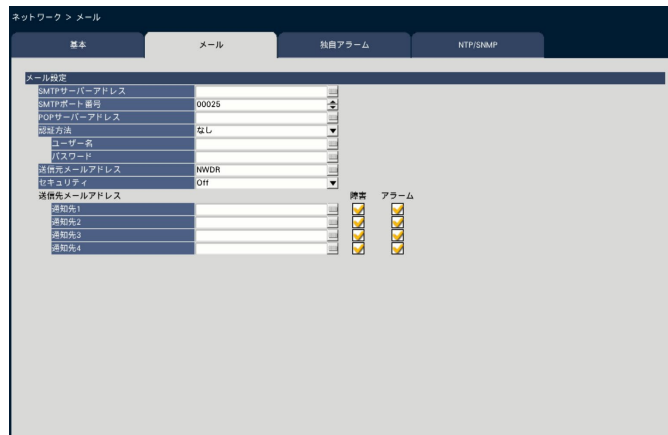 ネットワーク > メール
基本 メール 独自アラーム NTP/SNMP
メール設定
SMTPサーバーアドレス
SMTPポート番号 00025
POPサーバーアドレス
認証方法 なし
ユーザー名
パスワード
送信元メールアドレス NWDR
セキュリティ Off
送信先メールアドレス 障害 アラーム
通知先1
通知先2
通知先3
通知先4